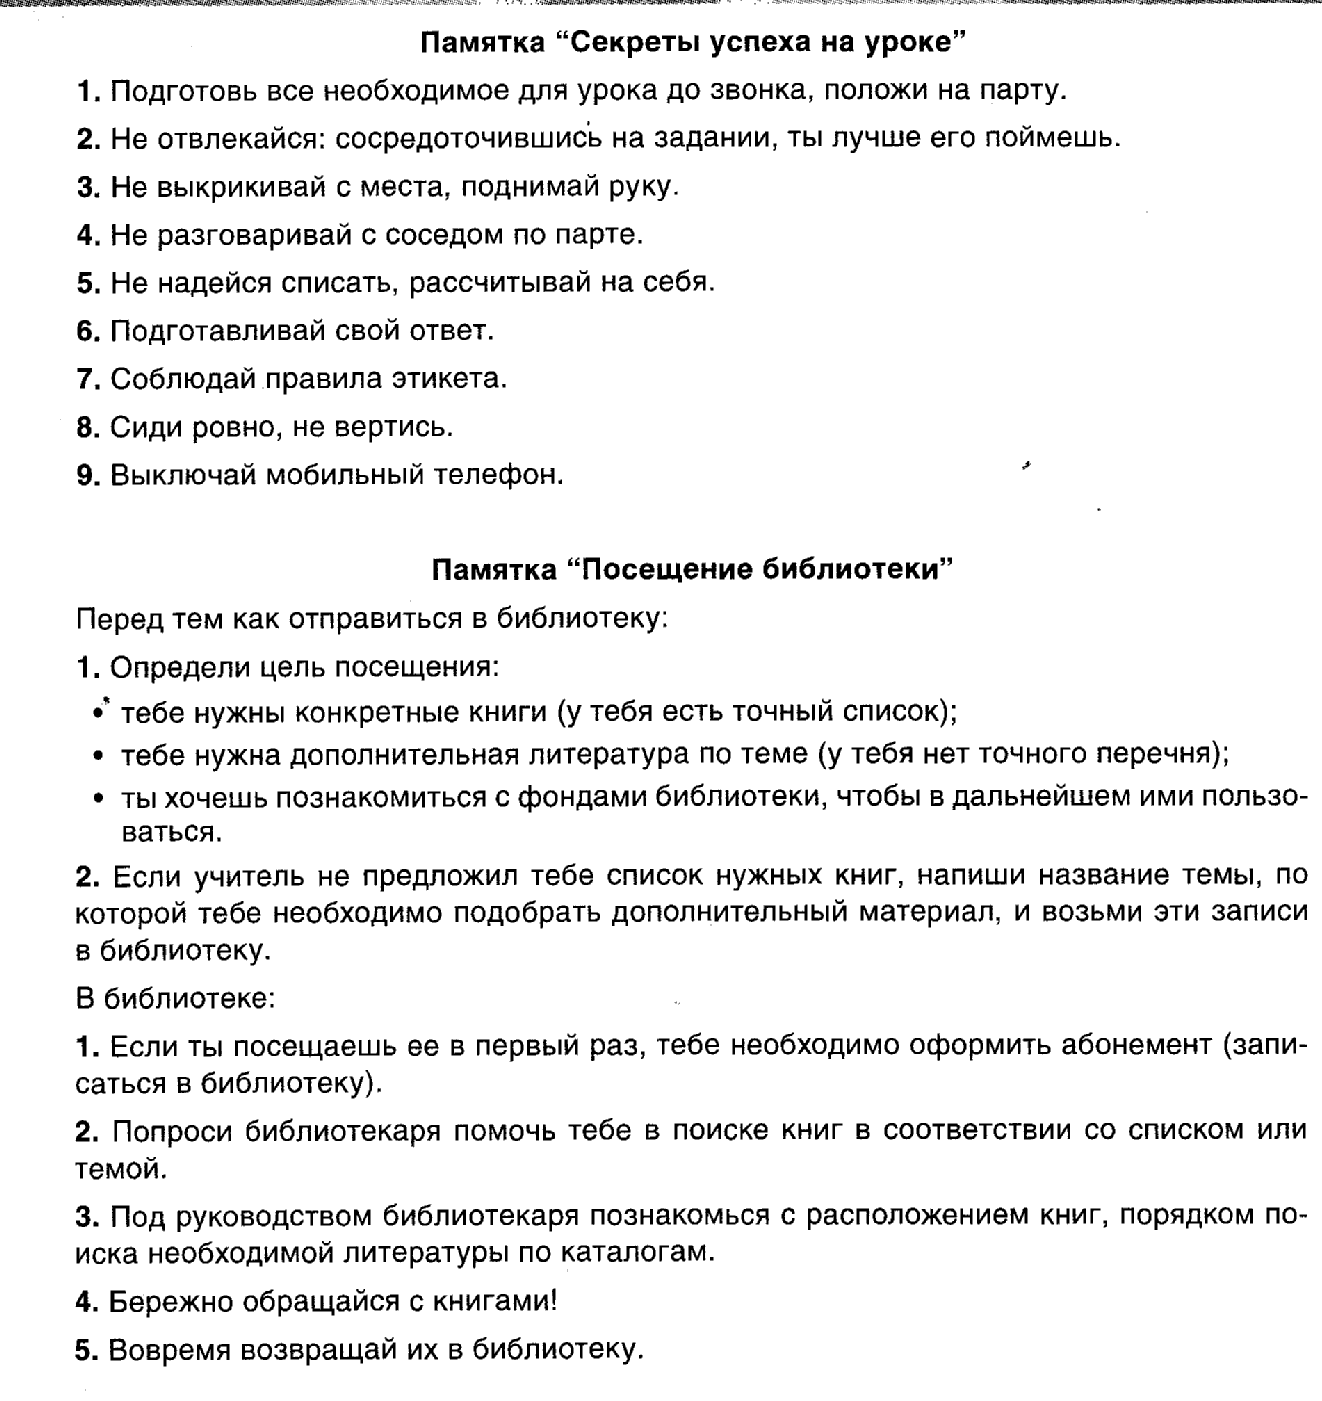 Памятка “Секреты успеха на уроке”
1. Подготовь все необходимое для урока до звонка, положи на парту.
2. Не отвлекайся: сосредоточившись на задании, ты лучше его поймешь.
3. Не выкрикивай с места, поднимай руку.
4. Не разговаривай с соседом по парте.
5. Не надейся списать, рассчитывай на себя.
6. Подготавливай свой ответ.
7. Соблюдай правила этикета.
8. Сиди ровно, не вертись.
9. Выключай мобильный телефон.
Памятка “Посещение библиотеки”
Перед тем как отправиться в библиотеку:
1. Определи цель посещения:
• тебе нужны конкретные книги (у тебя есть точный список);
• тебе нужна дополнительная литература по теме (у тебя нет точного перечня);
• ты хочешь познакомиться с фондами библиотеки, чтобы в дальнейшем ими пользо-
ваться.
2. Если учитель не предложил тебе список нужных книг, напиши название темы, по
которой тебе необходимо подобрать дополнительный материал, и возьми эти записи
в библиотеку.
В библиотеке:
1. Если ты посещаешь ее в первый раз, тебе необходимо оформить абонемент (запи-
саться в библиотеку).
2. Попроси библиотекаря помочь тебе в поиске книг в соответствии со списком или
темой.
3. Под руководством библиотекаря познакомься с расположением книг, порядком по-
иска необходимой литературы по каталогам.
4. Бережно обращайся с книгами!
5. Вовремя возвращай их в библиотеку.